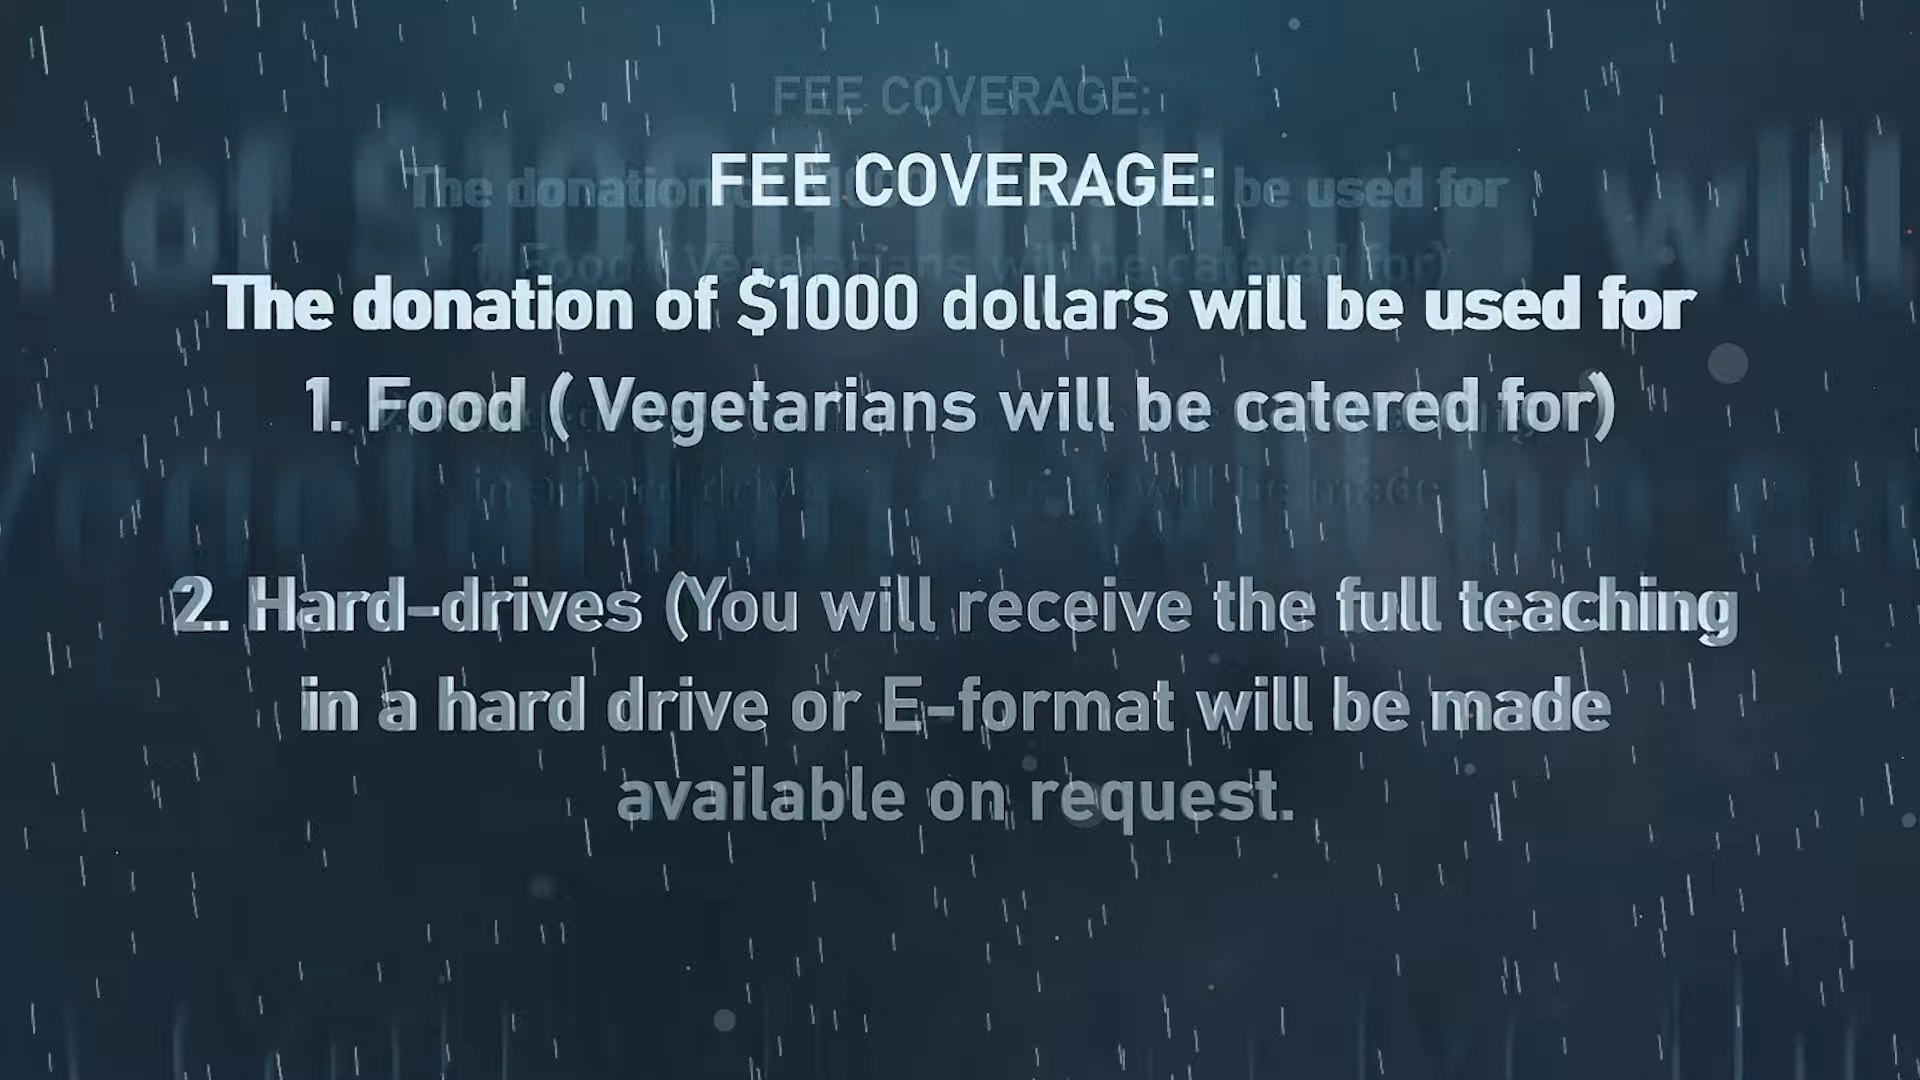 FEE COVERAGE:
FEE COVERAGE:
The donation of $1000 dollars will be used for
1. Food ( Vegetarians will be catered for)
2. Hard-drives (You will receive the full teaching
in a hard drive or E-format will be made
available on request.